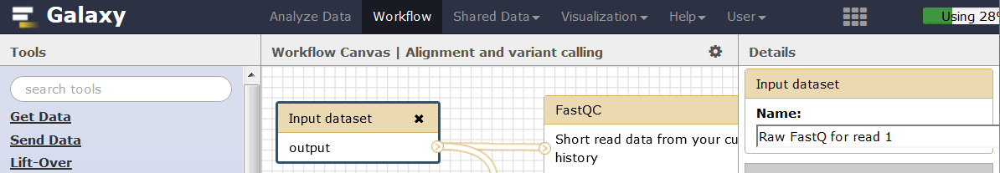 Galaxy Analyze Data Workflow Shared Data Visualization Help User Using 28%
Tools Workflow Canvas | Alignment and variant calling Details
search tools
Get Data
Send Data
Lift-Over
Input dataset
output
FastQC
Short read data from your cu
history
Input dataset
Name:
Raw FastQ for read 1